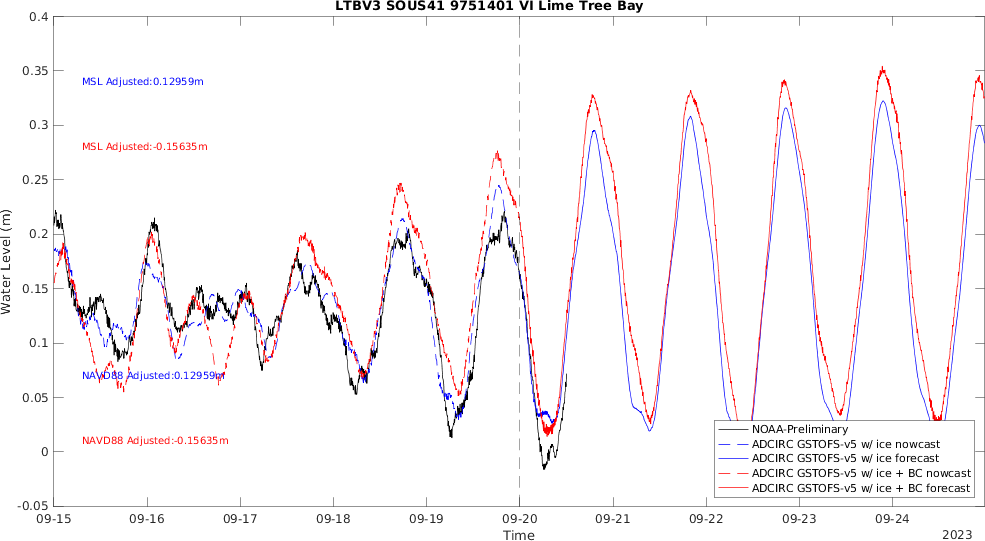 LTBV3 SOUS41 9751401 VI Lime Tree Bay
0.4
0.35
0.3
0.25
0.2
0.15
0.1
0.05
0
-0.05
Water Level (m)
MSL Adjusted:0.12959m
MSL Adjusted:-0.15635m
NAVD88 Adjusted:0.12959m
NAVD88 Adjusted:-0.15635m
NOAA-Preliminary
ADCIRC GSTOFS-v5 w/ ice nowcast
ADCIRC GSTOFS-v5 w/ ice forecast
ADCIRC GSTOFS-v5 w/ ice + BC nowcast
ADCIRC GSTOFS-v5 w/ ice + BC forecast
09-15 09-16 09-17 09-18 09-19 09-20 09-21 09-22 09-23 09-24
Time
2023